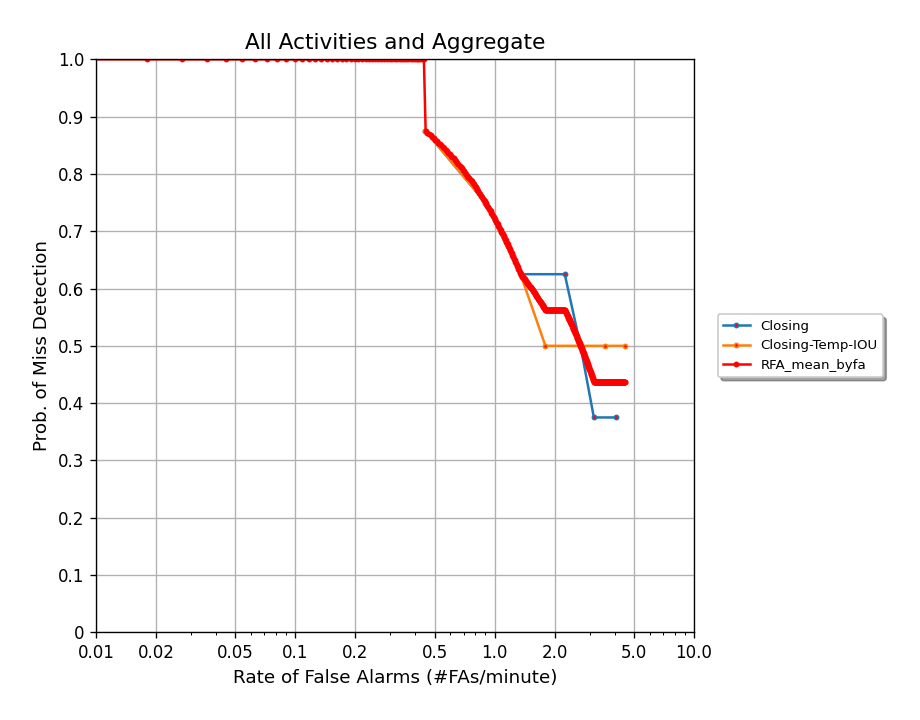 All Activities and Aggregate
1.0
0.9
0.8
0.7
0.6
0.5
0.4
0.3
0.2
0.1
0
Prob. of Miss Detection
0.01 0.02 0.05 0.1 0.2 0.5 1.0 2.0 5.0 10.0
Rate of False Alarms (#FAs/minute)
Closing
Closing-Temp-IOU
RFA_mean_byfa